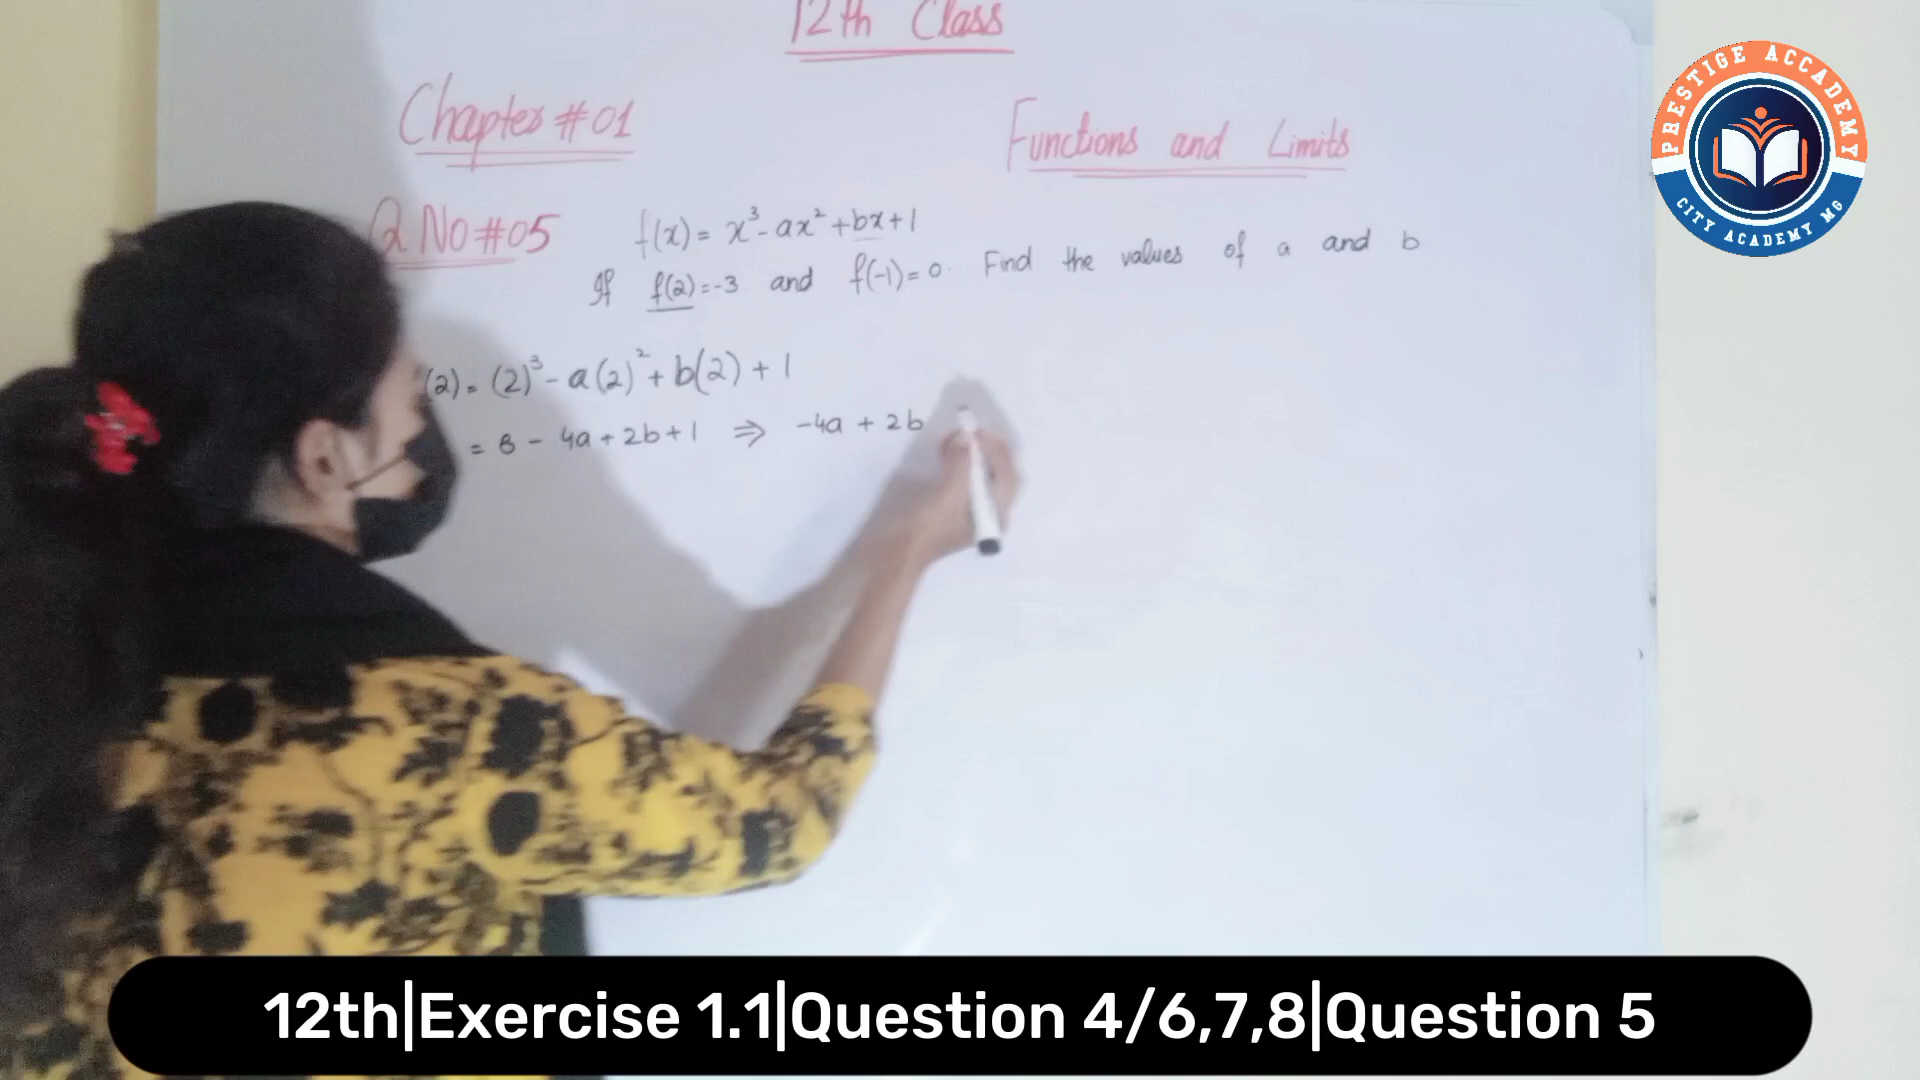 12th Class
Chapter #01
Functions and Limits
PRESTIGE ACCADEMY
CITY ACADEMY MG
Q No #05
f(x) = x³ - ax² + bx + 1
If f(2) = -3 and f(-1) = 0. Find the values of a and b
(2) = (2)³ - a(2)² + b(2) + 1
= 8 - 4a + 2b + 1 ⇒ -4a + 2b
12th|Exercise 1.1|Question 4/6,7,8|Question 5